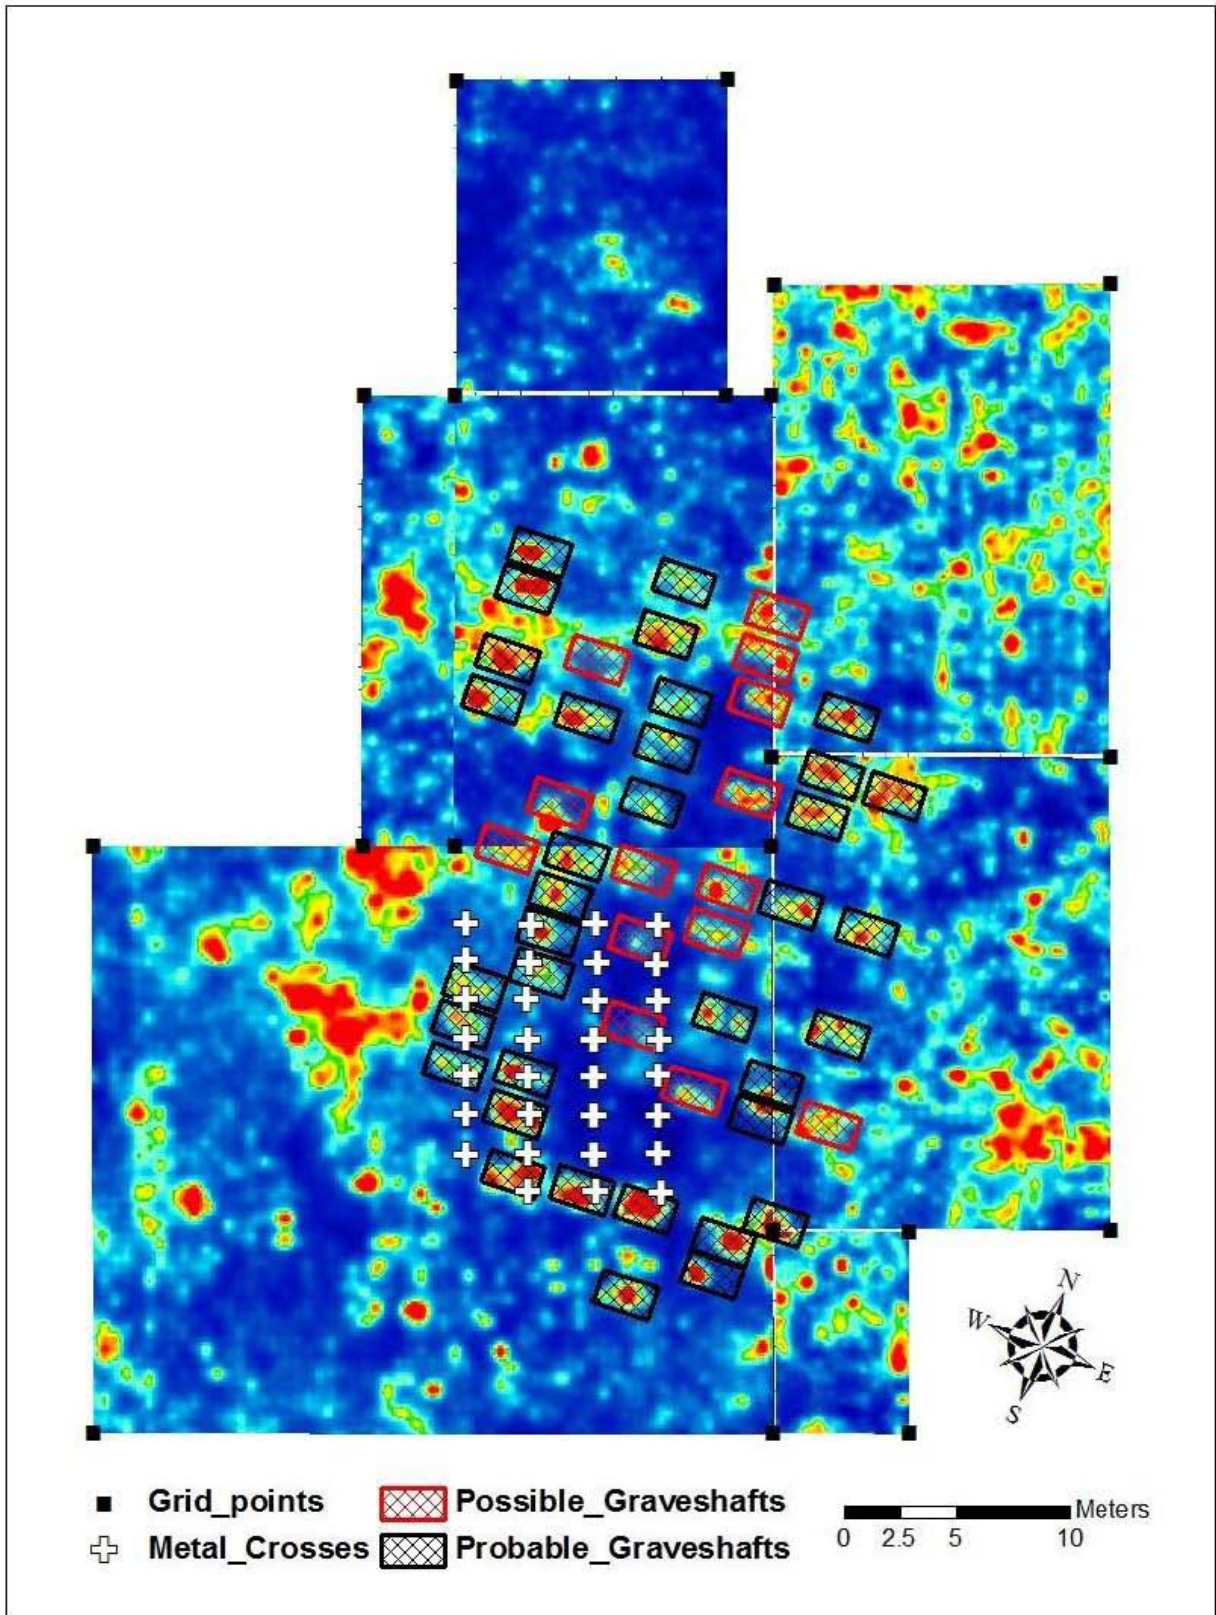 N
W
E
S
Grid_points
Possible_Graveshafts
Meters
Metal_Crosses
Probable_Graveshafts
0 2.5 5 10